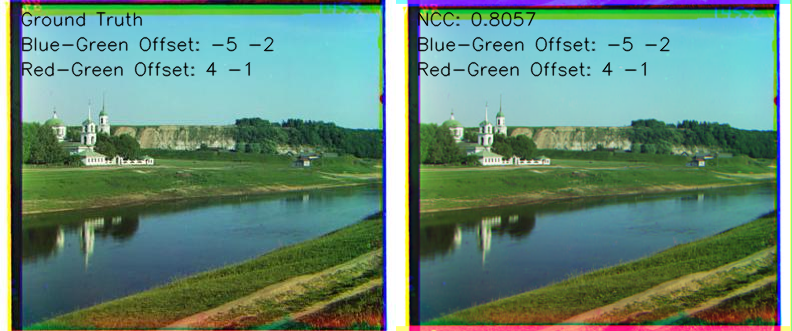 Ground Truth
Blue-Green Offset: -5 -2
Red-Green Offset: 4 -1
NCC: 0.8057
Blue-Green Offset: -5 -2
Red-Green Offset: 4 -1